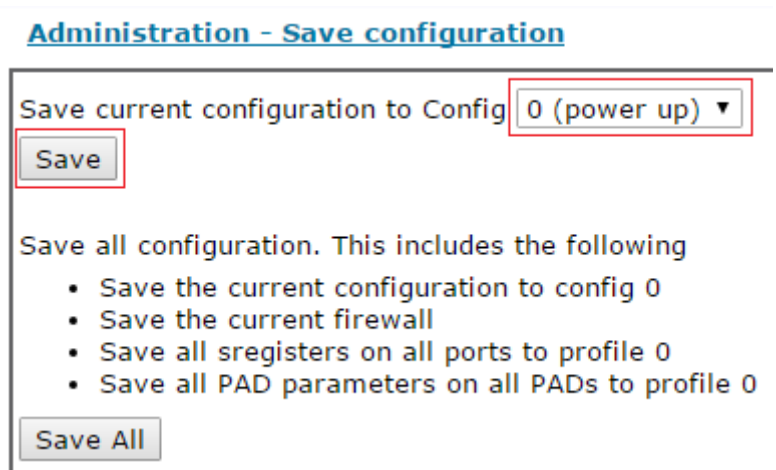 Administration - Save configuration
Save current configuration to Config 0 (power up) ▼
Save
Save all configuration. This includes the following
• Save the current configuration to config 0
• Save the current firewall
• Save all sregisters on all ports to profile 0
• Save all PAD parameters on all PADs to profile 0
Save All